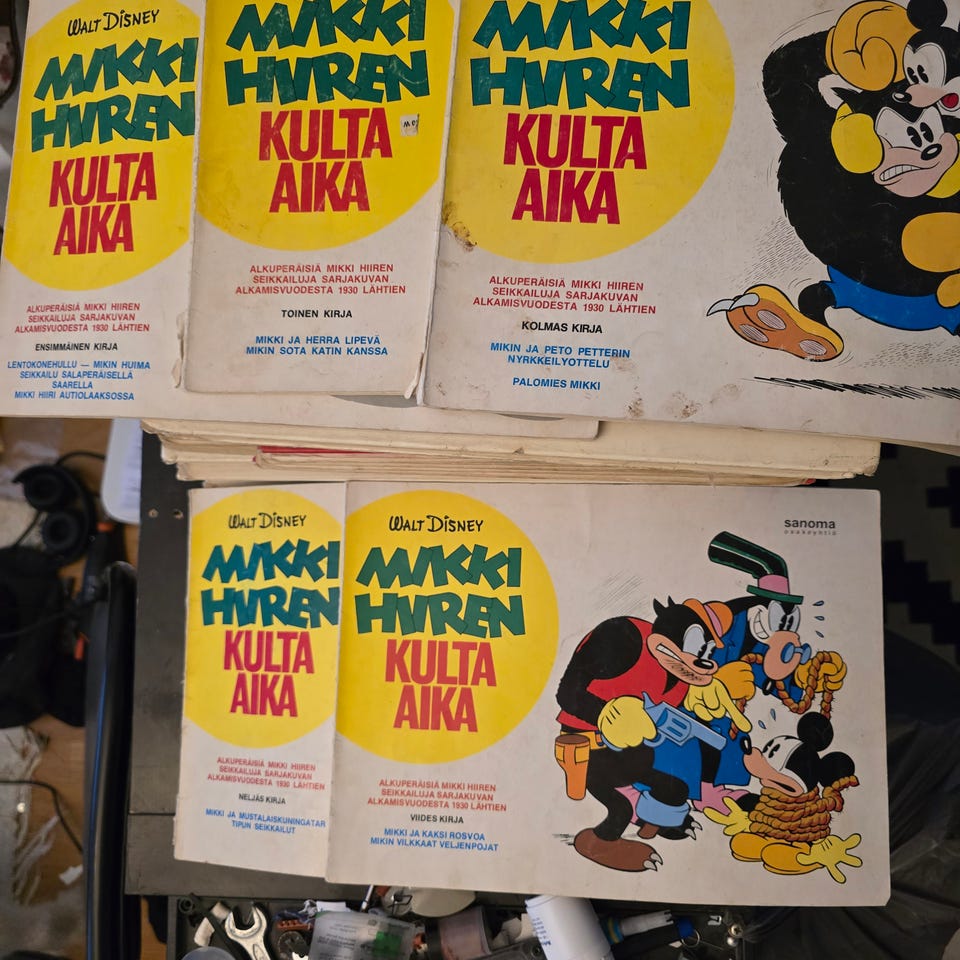 WALT DISNEY
MIKKI
HIIREN
KULTA
AIKA
ALKUPERÄISIÄ MIKKI HIIREN
SEIKKAILUJA SARJAKUVAN
ALKAMISVUODESTA 1930 LÄHTIEN
ENSIMMÄINEN KIRJA
LENTOKONEHULLU — MIKIN HUIMA
SEIKKAILU SALAPERÄISELLÄ
SAARELLA
MIKKI HIIRI AUTIOLAAKSOSSA
MIKKI
HIIREN
KULTA
AIKA
ALKUPERÄISIÄ MIKKI HIIREN
SEIKKAILUJA SARJAKUVAN
ALKAMISVUODESTA 1930 LÄHTIEN
TOINEN KIRJA
MIKKI JA HERRA LIPEVÄ
MIKIN SOTA KATIN KANSSA
MIKKI
HIIREN
KULTA
AIKA
ALKUPERÄISIÄ MIKKI HIIREN
SEIKKAILUJA SARJAKUVAN
ALKAMISVUODESTA 1930 LÄHTIEN
KOLMAS KIRJA
MIKIN JA PETO PETTERIN
NYRKKEILYOTTELU
PALOMIES MIKKI
WALT DISNEY
MIKKI
HIIREN
KULTA
AIKA
ALKUPERÄISIÄ MIKKI HIIREN
SEIKKAILUJA SARJAKUVAN
ALKAMISVUODESTA 1930 LÄHTIEN
NELJÄS KIRJA
MIKKI JA MUSTALAISKUNINGATAR
TIPUN SEIKKAILUT
WALT DISNEY
MIKKI
HIIREN
KULTA
AIKA
ALKUPERÄISIÄ MIKKI HIIREN
SEIKKAILUJA SARJAKUVAN
ALKAMISVUODESTA 1930 LÄHTIEN
VIIDES KIRJA
MIKKI JA KAKSI ROSVOA
MIKIN VILKKAAT VELJENPOJAT
sanoma
osakeyhtiö